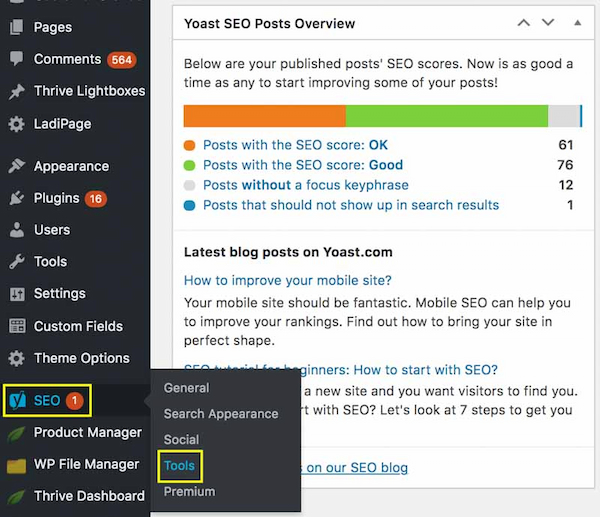 Pages
Comments 564
Thrive Lightboxes
LadiPage
Appearance
Plugins 16
Users
Tools
Settings
Custom Fields
Theme Options
SEO 1
Product Manager
WP File Manager
Thrive Dashboard
General
Search Appearance
Social
Tools
Premium
Yoast SEO Posts Overview
Below are your published posts' SEO scores. Now is as good a
time as any to start improving some of your posts!
Posts with the SEO score: OK 61
Posts with the SEO score: Good 76
Posts without a focus keyphrase 12
Posts that should not show up in search results 1
Latest blog posts on Yoast.com
How to improve your mobile site?
Your mobile site should be fantastic. Mobile SEO can help you
to improve your rankings. Find out how to bring your site in
perfect shape.
SEO tutorial for beginners: How to start with SEO?
a new site and you want visitors to find you.
rt with SEO? Let's look at 7 steps to get you
s on our SEO blog